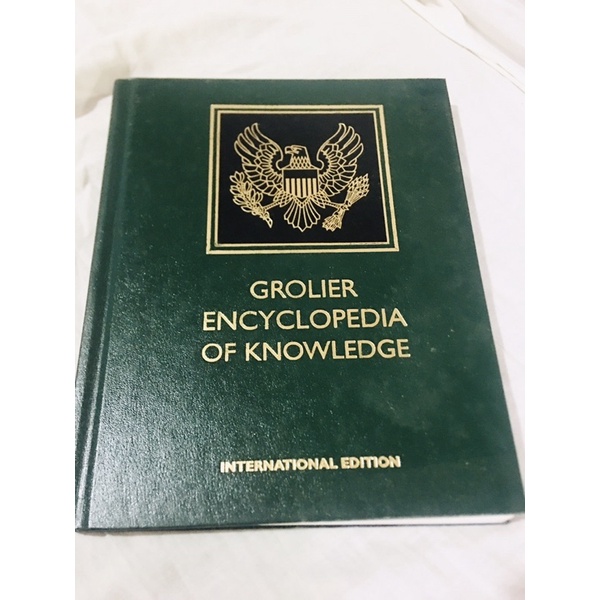 GROLIER
ENCYCLOPEDIA
OF KNOWLEDGE
INTERNATIONAL EDITION